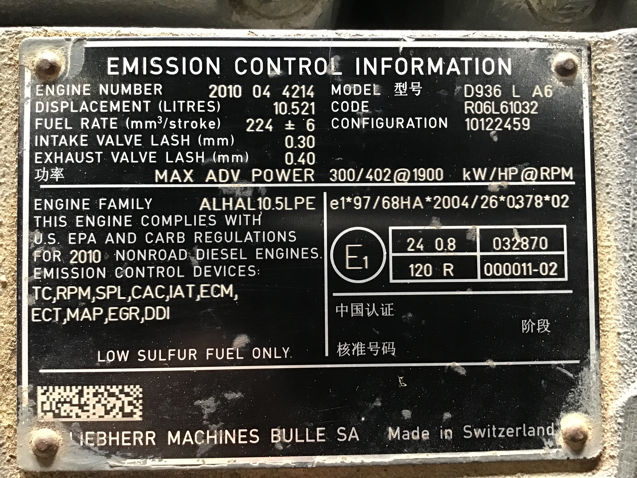 EMISSION CONTROL INFORMATION
ENGINE NUMBER 2010 04 4214
DISPLACEMENT (LITRES) 10.521
FUEL RATE (mm³/stroke) 224 ± 6
INTAKE VALVE LASH (mm) 0.30
EXHAUST VALVE LASH (mm) 0.40
MODEL 型号 D936 L A6
CODE R06L61032
CONFIGURATION 10122459
功率 MAX ADV POWER 300/402@1900 kW/HP@RPM
ENGINE FAMILY ALHAL10.5LPE
THIS ENGINE COMPLIES WITH
U.S. EPA AND CARB REGULATIONS
FOR 2010 NONROAD DIESEL ENGINES.
EMISSION CONTROL DEVICES:
TC,RPM,SPL,CAC,IAT,ECM,
ECT,MAP,EGR,DDI
LOW SULFUR FUEL ONLY.
e1*97/68HA*2004/26*0378*02
E1
24 0.8 032870
120 R 000011-02
中国认证
阶段
核准号码
LIEBHERR MACHINES BULLE SA Made in Switzerland